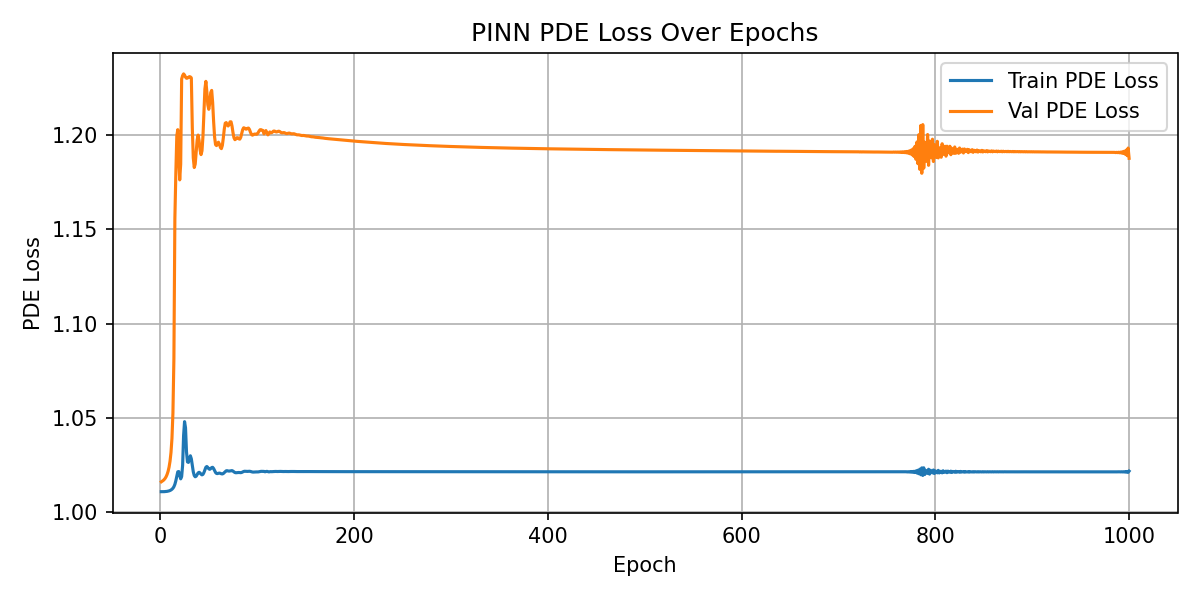 PINN PDE Loss Over Epochs
Train PDE Loss
Val PDE Loss
PDE Loss
1.20
1.15
1.10
1.05
1.00
0 200 400 600 800 1000
Epoch